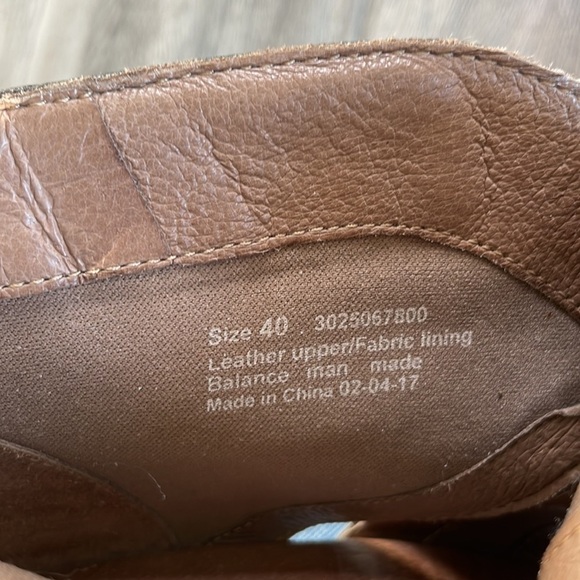 Size 40 . 3025067800
Leather upper/Fabric lining
Balance man made
Made in China 02-04-17